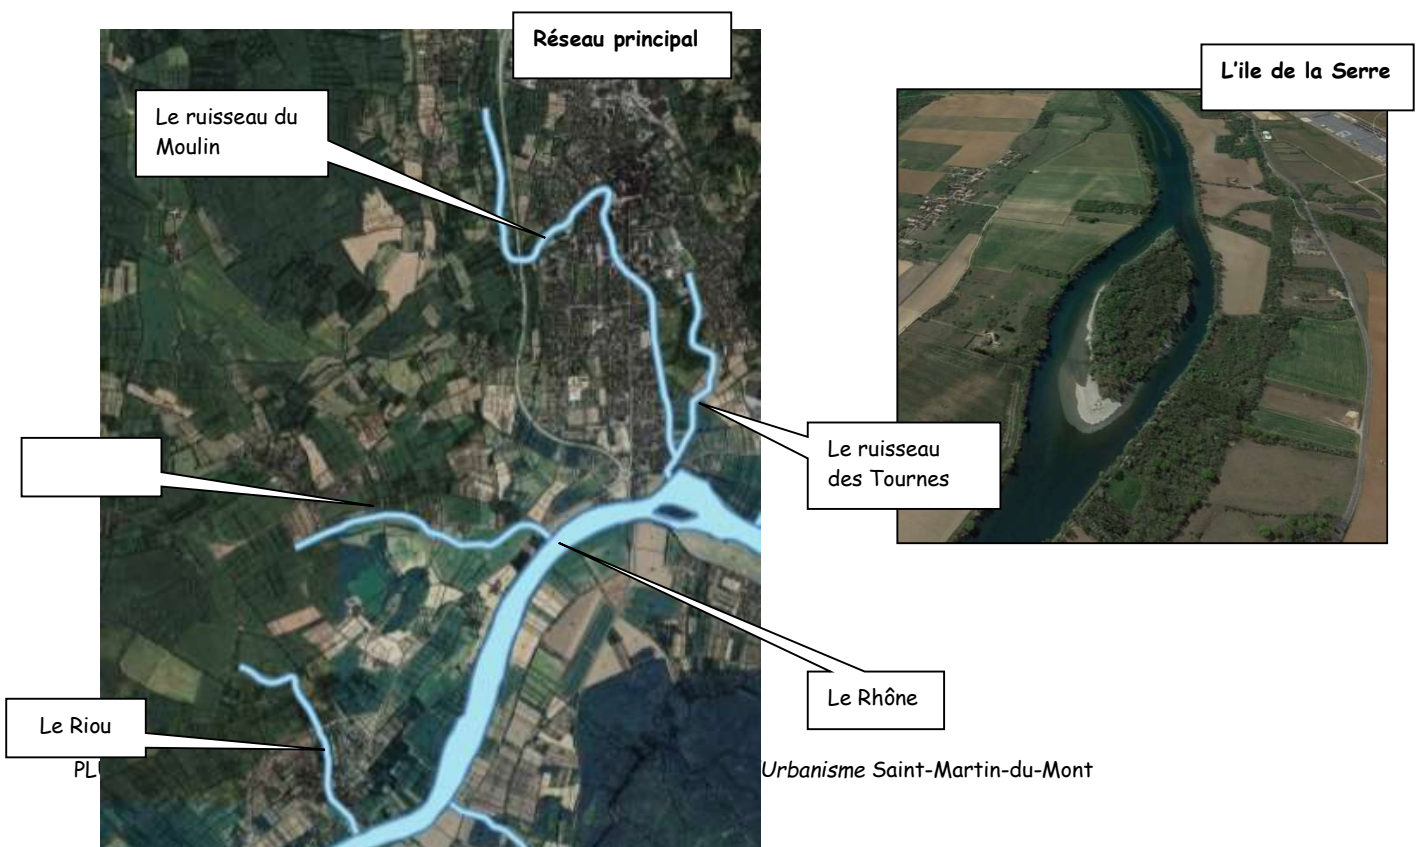 Réseau principal
L'ile de la Serre
Le ruisseau du
Moulin
Le ruisseau
des Tournes
Le Rhône
Le Riou
Urbanisme Saint-Martin-du-Mont